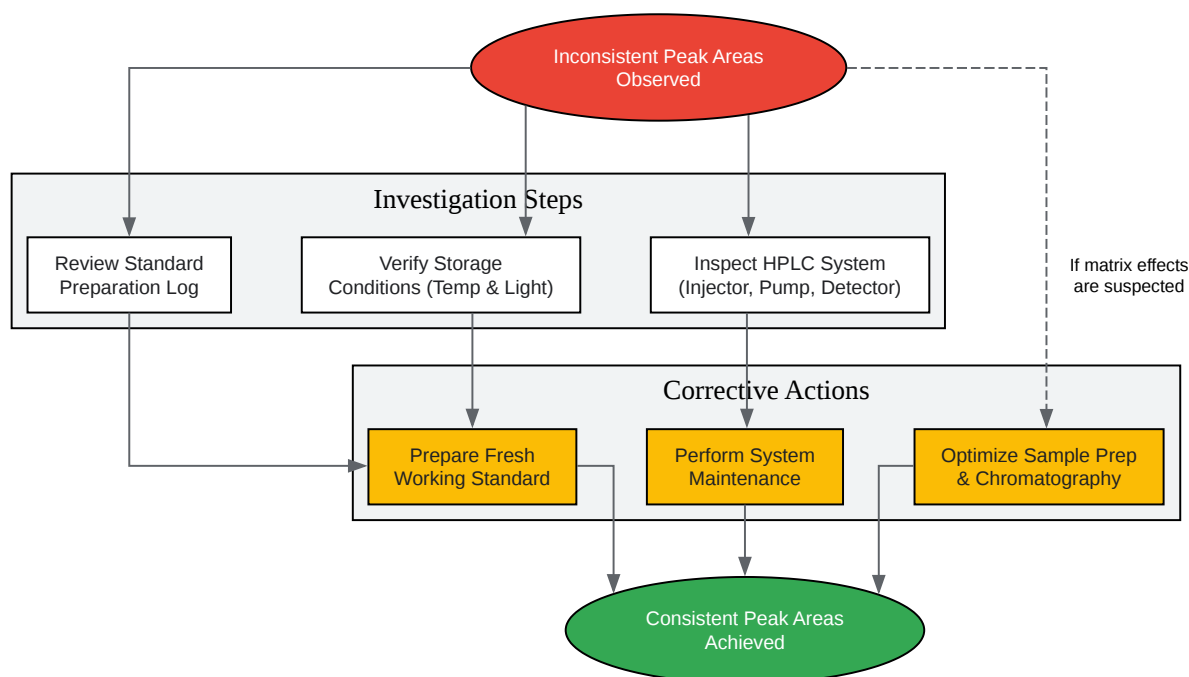 Inconsistent Peak Areas
Observed
Investigation Steps
Review Standard
Preparation Log
Verify Storage
Conditions (Temp & Light)
Inspect HPLC System
(Injector, Pump, Detector)
If matrix effects
are suspected
Corrective Actions
Prepare Fresh
Working Standard
Perform System
Maintenance
Optimize Sample Prep
& Chromatography
Consistent Peak Areas
Achieved